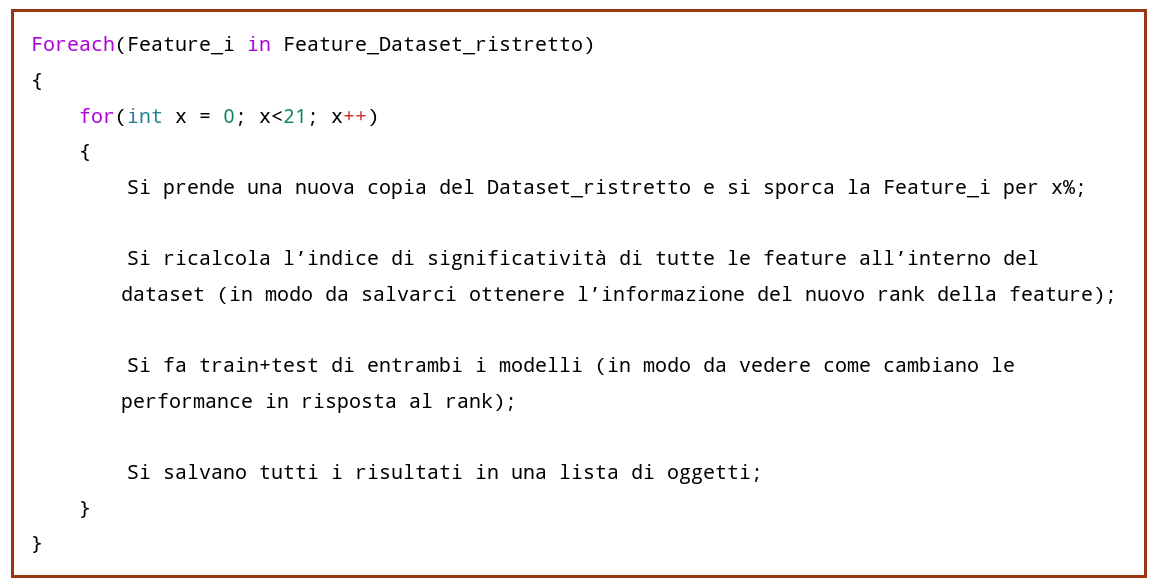 Foreach(Feature_i in Feature_Dataset_ristretto)
{
for(int x = 0; x<21; x++)
{
Si prende una nuova copia del Dataset_ristretto e si sporca la Feature_i per x%;
Si ricalcola l’indice di significatività di tutte le feature all’interno del
dataset (in modo da salvarci ottenere l’informazione del nuovo rank della feature);
Si fa train+test di entrambi i modelli (in modo da vedere come cambiano le
performance in risposta al rank);
Si salvano tutti i risultati in una lista di oggetti;
}
}